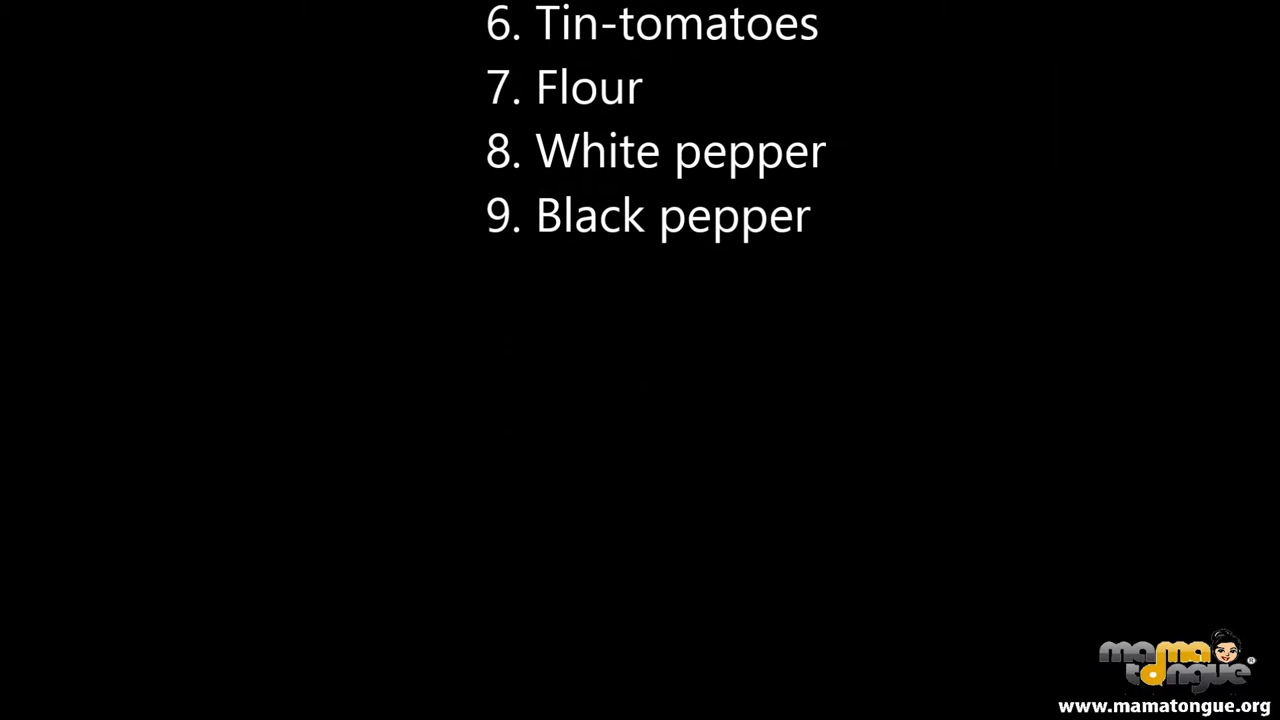 6. Tin-tomatoes
7. Flour
8. White pepper
9. Black pepper
mama
tongue®
www.mamatongue.org